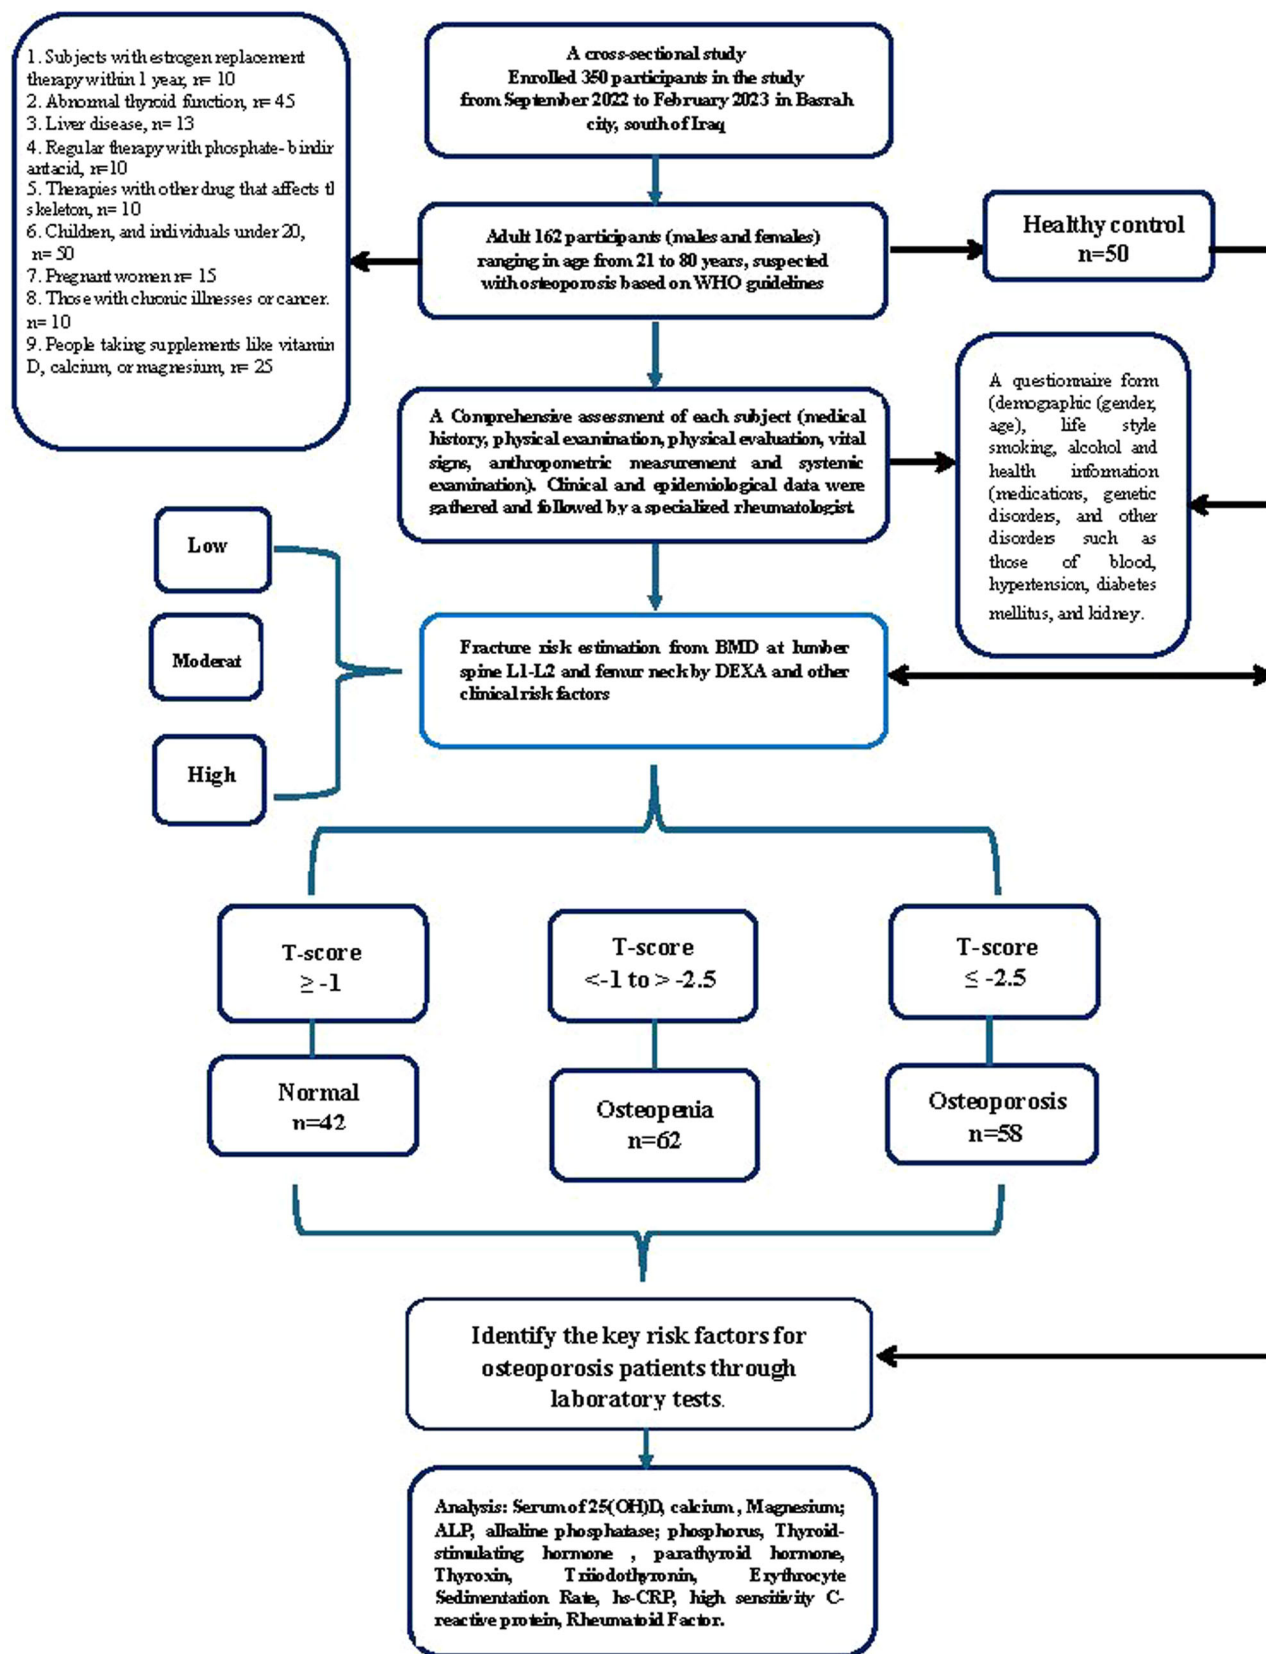 1. Subjects with estrogen replacement
therapy within 1 year, n= 10
2. Abnormal thyroid function, n= 45
3. Liver disease, n= 13
4. Regular therapy with phosphate- bindir
antacid, n=10
5. Therapies with other drug that affects tl
skeleton, n= 10
6. Children, and individuals under 20,
n= 50
7. Pregnant women n= 15
8. Those with chronic illnesses or cancer.
n= 10
9. People taking supplements like vitamin
D, calcium, or magnesium, n= 25
A cross-sectional study
Enrolled 350 participants in the study
from September 2022 to February 2023 in Basrah
city, south of Iraq
Adult 162 participants (males and females)
ranging in age from 21 to 80 years, suspected
with osteoporosis based on WHO guidelines
Healthy control
n=50
A Comprehensive assessment of each subject (medical
history, physical examination, physical evaluation, vital
signs, anthropometric measurement and systemic
examination). Clinical and epidemiological data were
gathered and followed by a specialized rheumatologist.
A questionnaire form
(demographic (gender,
age), life style
smoking, alcohol and
health information
(medications, genetic
disorders, and other
disorders such as
those of blood,
hypertension, diabetes
mellitus, and kidney.
Low
Moderat
High
Fracture risk estimation from BMD at lumber
spine L1-L2 and femur neck by DEXA and other
clinical risk factors
T-score
≥ -1
T-score
<-1 to > -2.5
T-score
≤ -2.5
Normal
n=42
Osteopenia
n=62
Osteoporosis
n=58
Identify the key risk factors for
osteoporosis patients through
laboratory tests.
Analysis: Serum of 25(OH)D, calcium , Magnesium;
ALP, alkaline phosphatase; phosphorus, Thyroid-
stimulating hormone , parathyroid hormone,
Thyroxin, Triiodothyronin, Erythrocyte
Sedimentation Rate, hs-CRP, high sensitivity C-
reactive protein, Rheumatoid Factor.